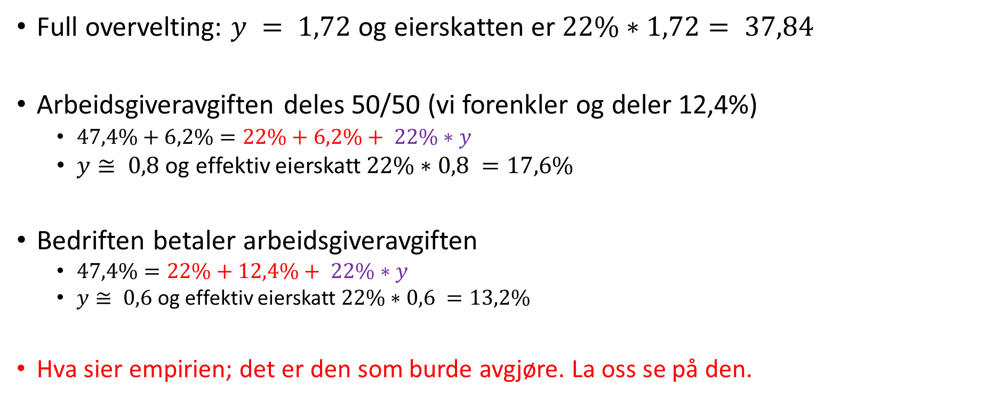 • Full overvelting: y = 1,72 og eierskatten er 22% ∗ 1,72 = 37,84
• Arbeidsgiveravgiften deles 50/50 (vi forenkler og deler 12,4%)
• 47,4% + 6,2% = 22% + 6,2% + 22% ∗ y
• y ≅ 0,8 og effektiv eierskatt 22% ∗ 0,8 = 17,6%
• Bedriften betaler arbeidsgiveravgiften
• 47,4% = 22% + 12,4% + 22% ∗ y
• y ≅ 0,6 og effektiv eierskatt 22% ∗ 0,6 = 13,2%
• Hva sier empirien; det er den som burde avgjøre. La oss se på den.